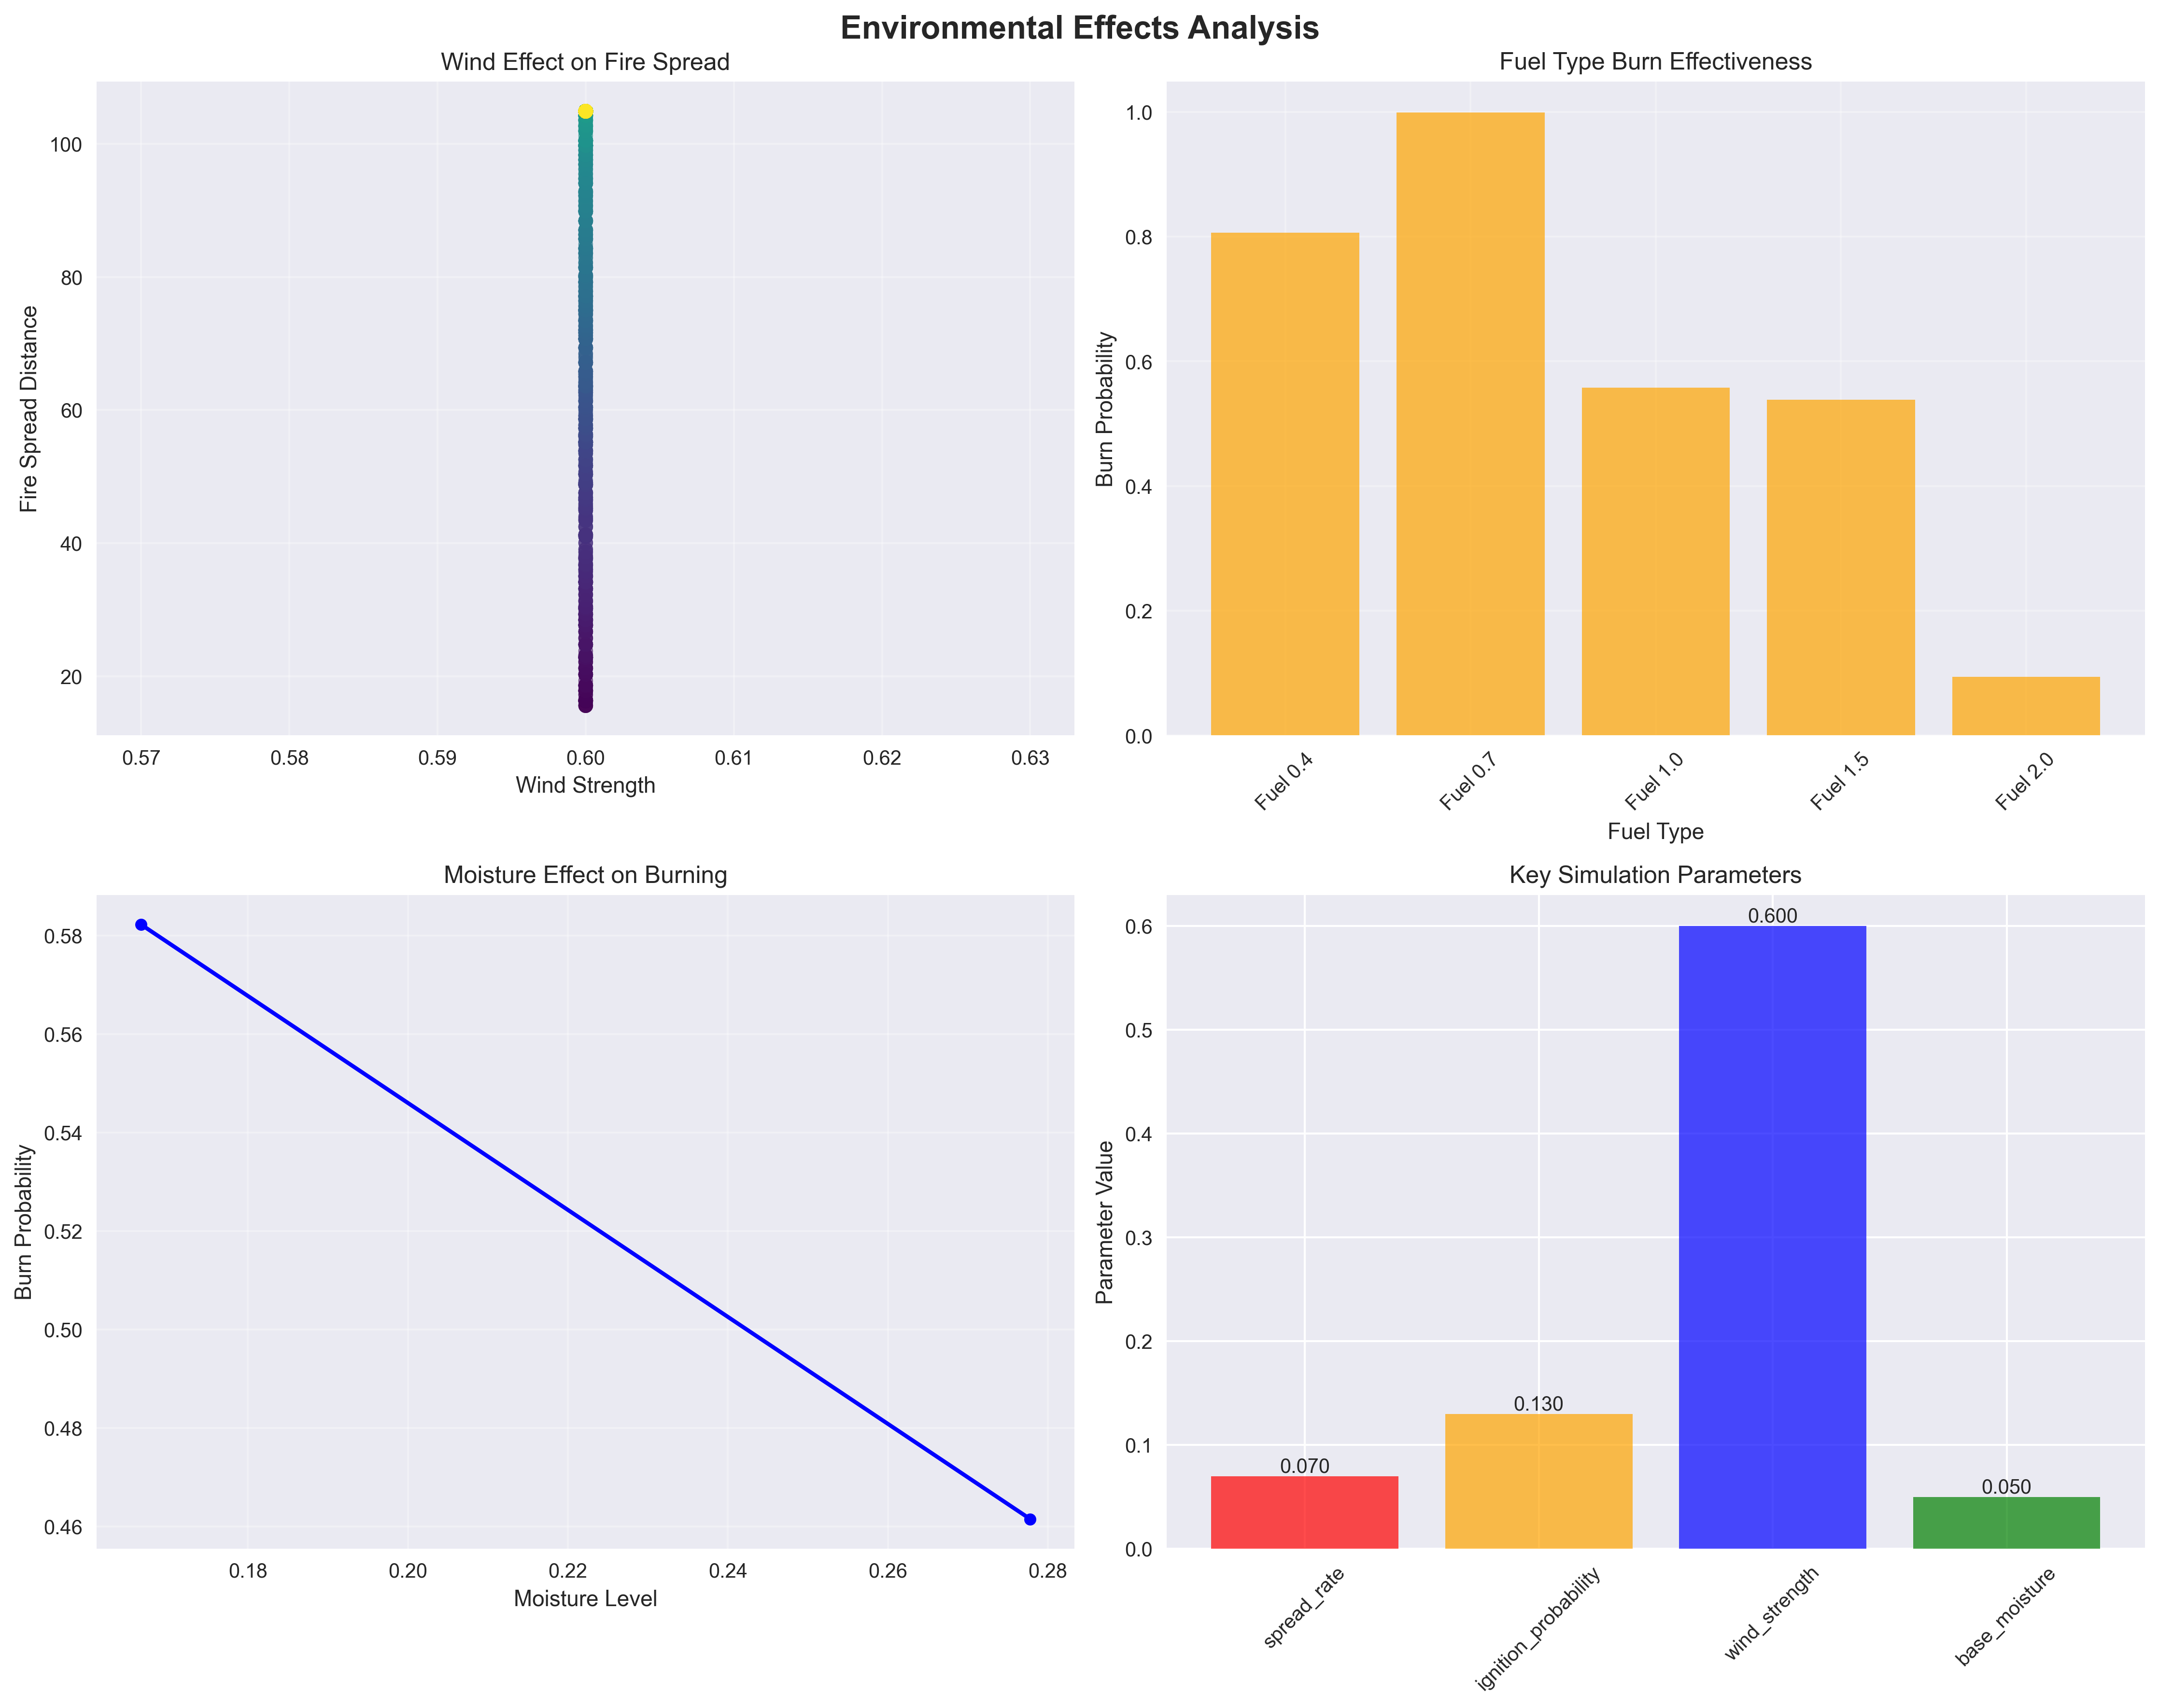 Environmental Effects Analysis
Wind Effect on Fire Spread
Fire Spread Distance
100
80
60
40
20
0.57 0.58 0.59 0.60 0.61 0.62 0.63
Wind Strength
Fuel Type Burn Effectiveness
Burn Probability
1.0
0.8
0.6
0.4
0.2
0.0
Fuel 0.4 Fuel 0.7 Fuel 1.0 Fuel 1.5 Fuel 2.0
Fuel Type
Moisture Effect on Burning
Burn Probability
0.58
0.56
0.54
0.52
0.50
0.48
0.46
0.18 0.20 0.22 0.24 0.26 0.28
Moisture Level
Key Simulation Parameters
Parameter Value
0.6
0.5
0.4
0.3
0.2
0.1
0.0
0.070
0.130
0.600
0.050
spread_rate ignition_probability wind_strength base_moisture